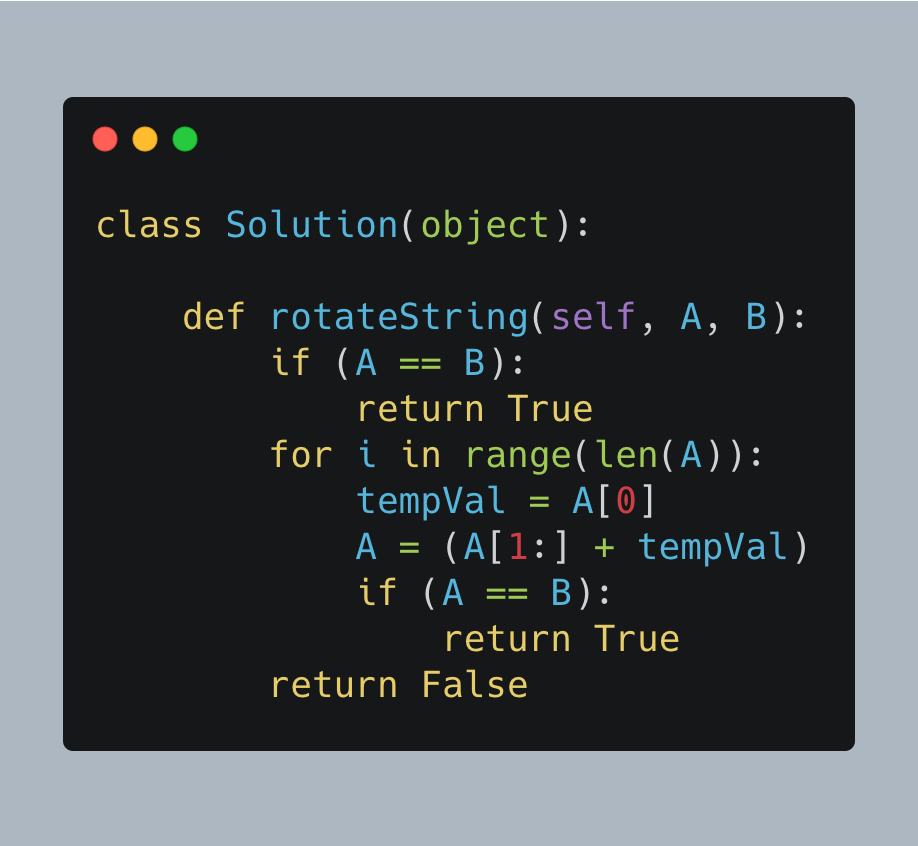 class Solution(object):
    def rotateString(self, A, B):
        if (A == B):
            return True
        for i in range(len(A)):
            tempVal = A[0]
            A = (A[1:] + tempVal)
            if (A == B):
                return True
        return False